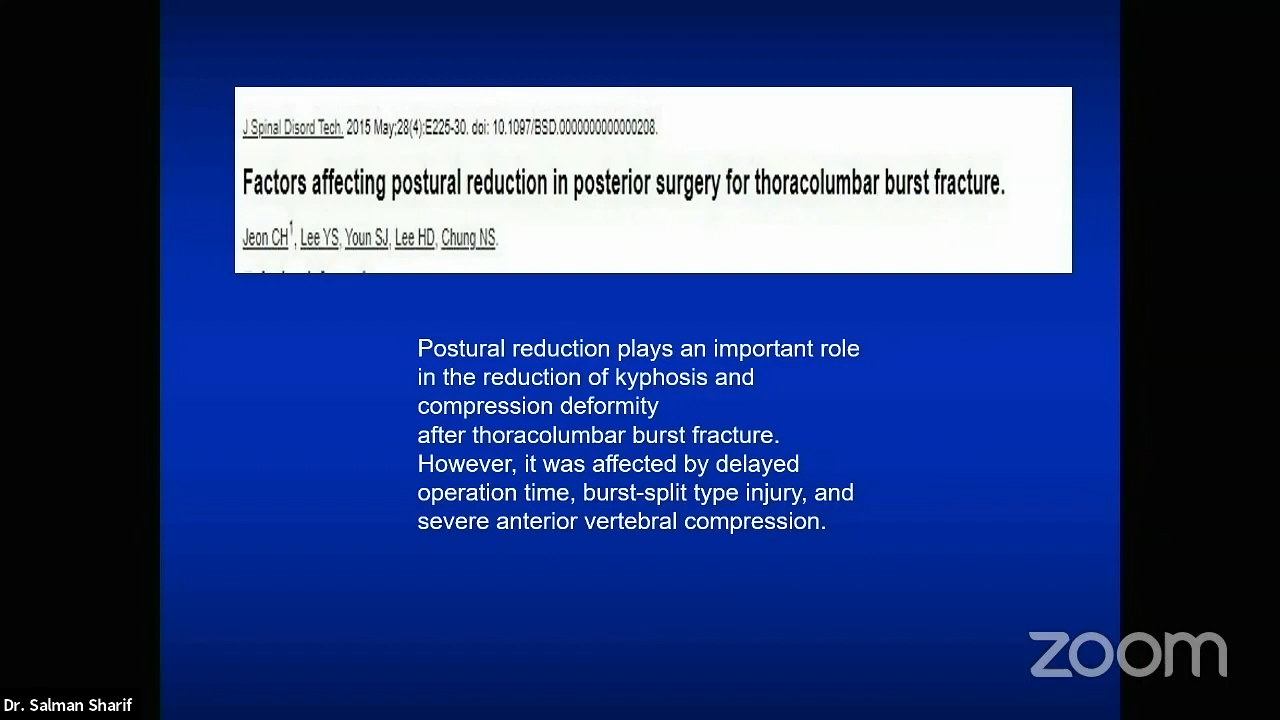 J Spinal Disord Tech. 2015 May;28(4):E225-30. doi: 10.1097/BSD.0000000000000208.
Factors affecting postural reduction in posterior surgery for thoracolumbar burst fracture.
Jeon CH1, Lee YS, Youn SJ, Lee HD, Chung NS.
Postural reduction plays an important role
in the reduction of kyphosis and
compression deformity
after thoracolumbar burst fracture.
However, it was affected by delayed
operation time, burst-split type injury, and
severe anterior vertebral compression.
zoom
Dr. Salman Sharif